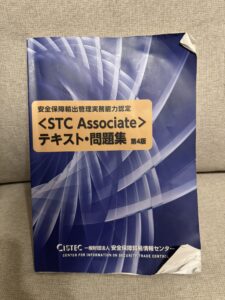 安全保障輸出管理実務能力認定
<STC Associate>
テキスト・問題集 第4版
CISTEC 一般財団法人 安全保障貿易情報センター
CENTER FOR INFORMATION ON SECURITY TRADE CONTROL